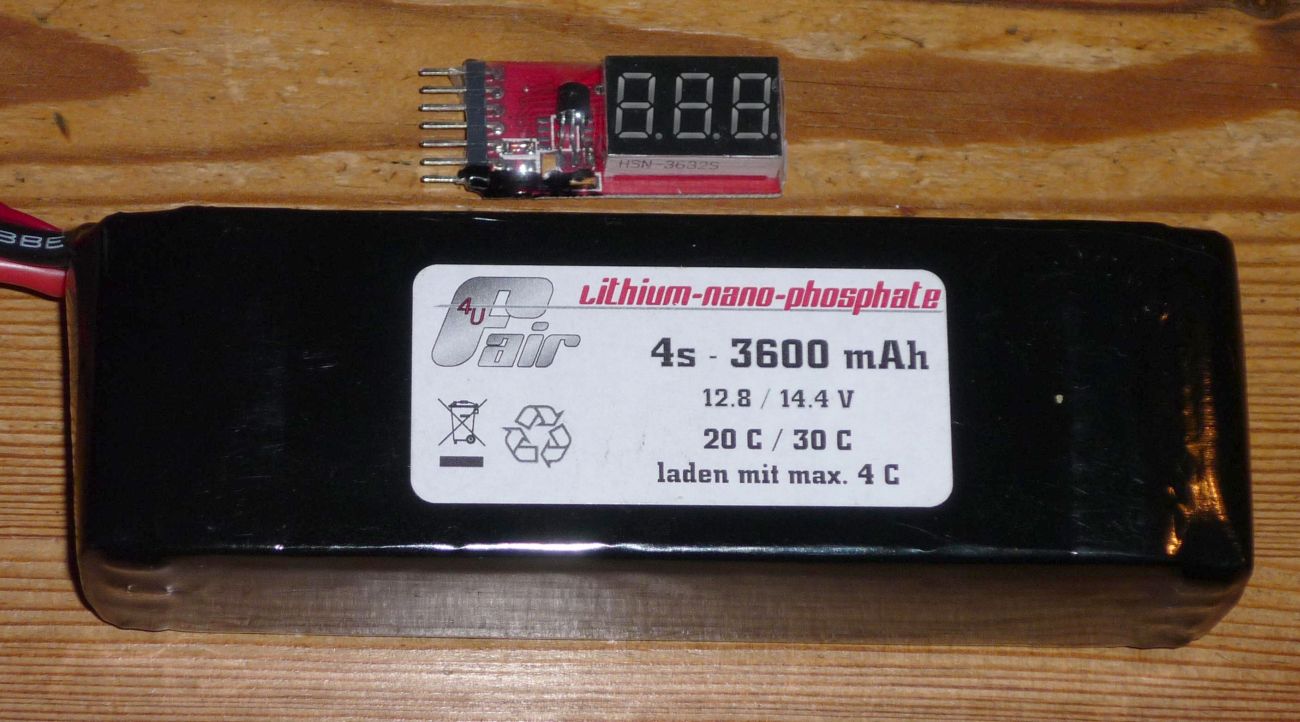 HSN-3632S
BBE
4U
air
Lithium-nano-phosphate
4s - 3600 mAh
12.8 / 14.4 V
20 C / 30 C
laden mit max. 4 C